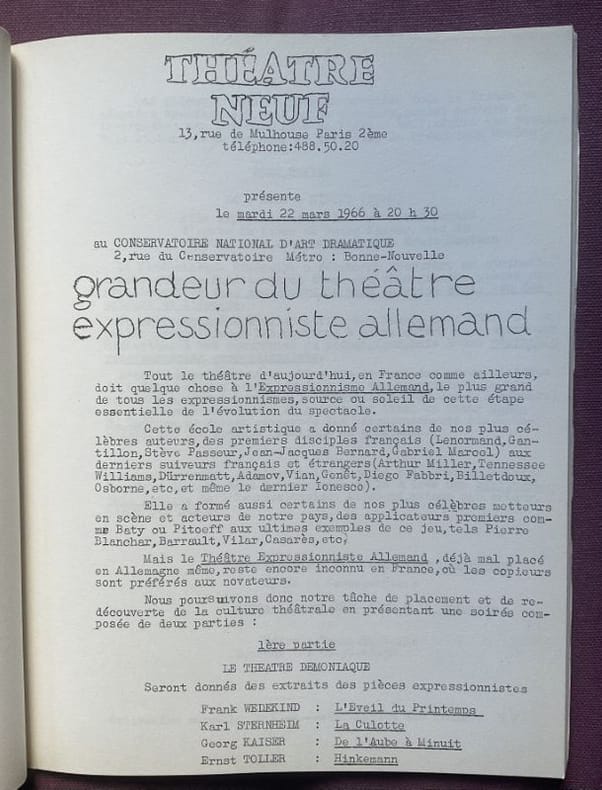 THÉATRE
NEUF
13,rue de Mulhouse Paris 2ème
téléphone:488.50.20
présente
le mardi 22 mars 1966 à 20 h 30
au CONSERVATOIRE NATIONAL D'ART DRAMATIQUE
2,rue du Conservatoire Métro : Bonne-Nouvelle
grandeur du théâtre
expressionniste allemand
Tout le théâtre d'aujourd'hui,en France comme ailleurs,
doit quelque chose à l'Expressionnisme Allemand,le plus grand
de tous les expressionnismes,source ou soleil de cette étape
essentielle de l'évolution du spectacle.
Cette école artistique a donné certains de nos plus cé-
lèbres auteurs,des premiers disciples français (Lenormand,Gan-
tillon,Stève Passeur,Jean-Jacques Bernard,Gabriel Marcel) aux
derniers suiveurs français et étrangers(Arthur Miller,Tennessee
Williams,Dürrenmatt,Adamov,Vian,Genêt,Diego Fabbri,Billetdoux,
Osborne,etc,et même le dernier Ionesco).
Elle a formé aussi certains de nos plus célèbres metteurs
en scène et acteurs de notre pays,des applicateurs premiers com-
me Baty ou Pitoeff aux ultimes exemples de ce jeu,tels Pierre
Blanchar,Barrault,Vilar,Casarès,etc,
Mais le Théâtre Expressionniste Allemand ,déjà mal placé
en Allemagne même,reste encore inconnu en France,où les copieurs
sont préférés aux novateurs.
Nous poursuivons donc notre tâche de placement et de re-
découverte de la culture théâtrale en présentant une soirée com-
posée de deux parties :
1ère partie
LE THEATRE DEMONIAQUE
Seront donnés des extraits des pièces expressionnistes
Frank WEDEKIND : L'Eveil du Printemps
Karl STERNHEIM : La Culotte
Georg KAISER : De l'Aube à Minuit
Ernst TOLLER : Hinkemann